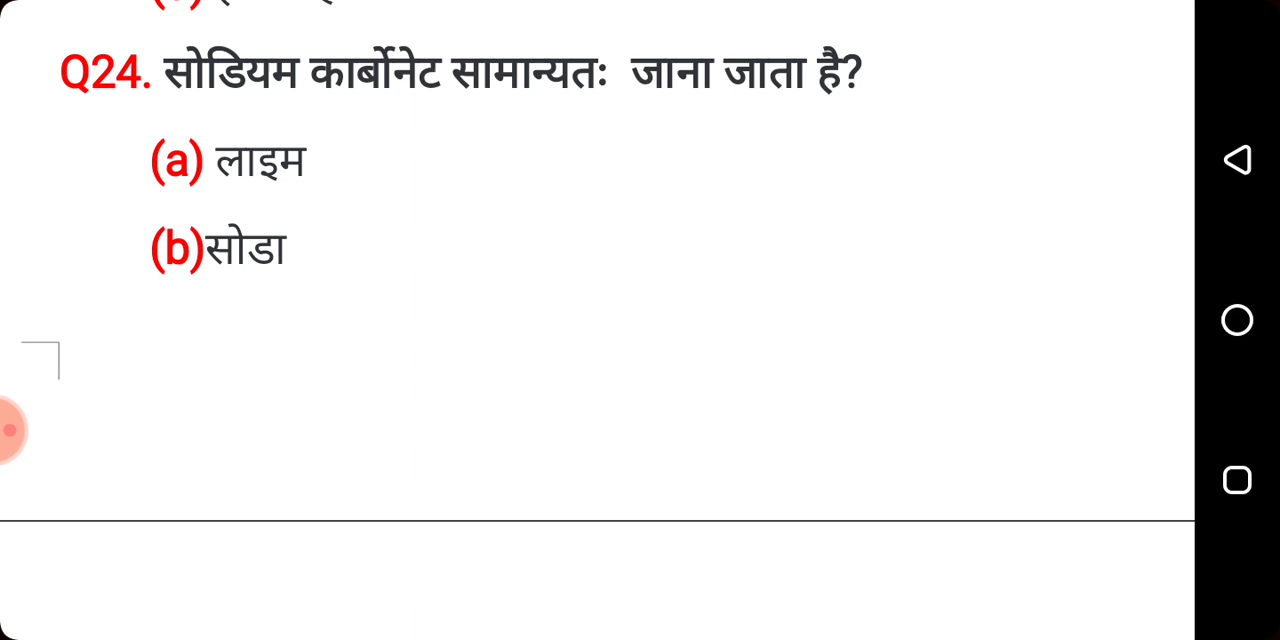 Q24. सोडियम कार्बोनेट सामान्यतः जाना जाता है?
(a) लाइम
(b)सोडा